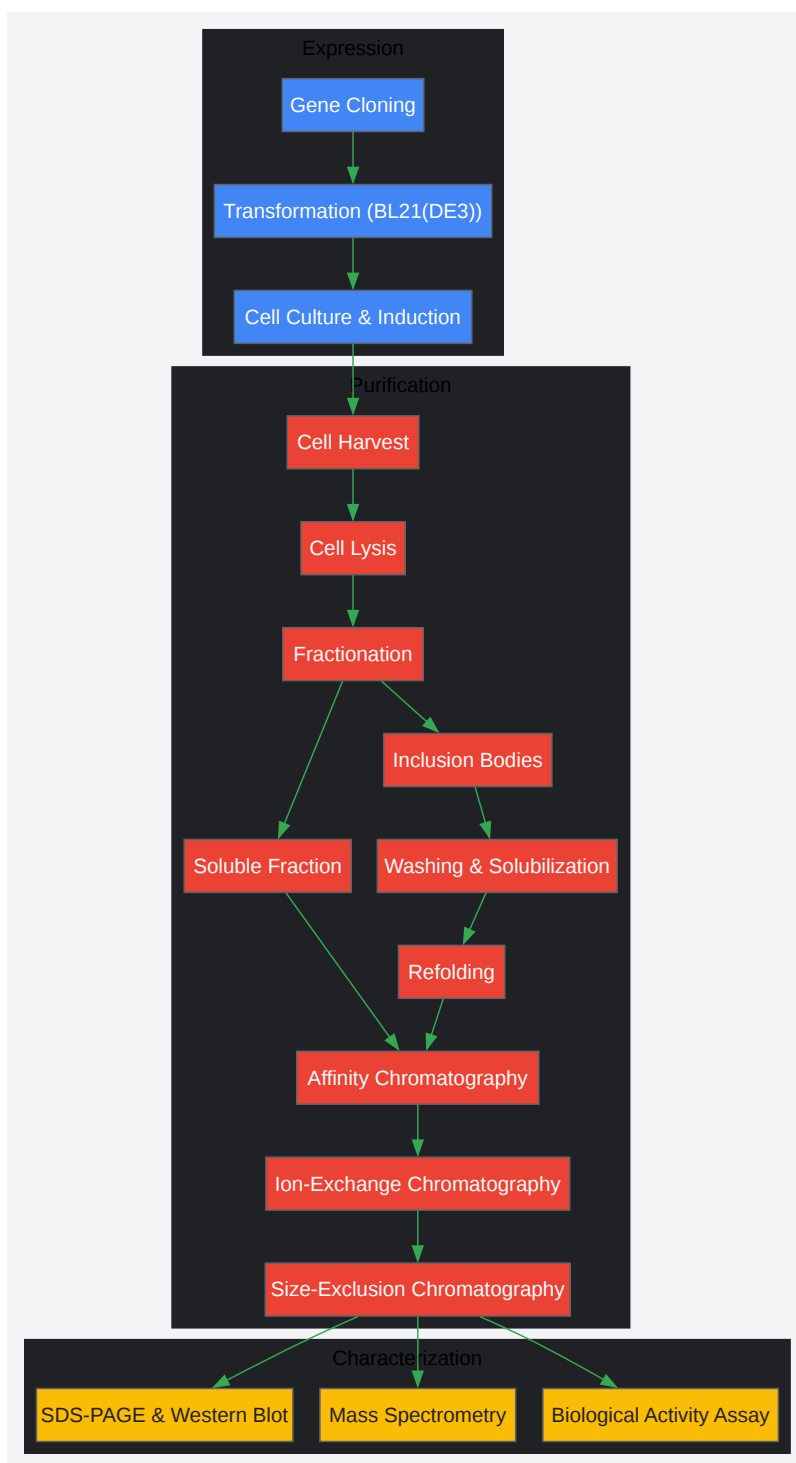 Expression
Gene Cloning
Transformation (BL21(DE3))
Cell Culture & Induction
Purification
Cell Harvest
Cell Lysis
Fractionation
Inclusion Bodies
Soluble Fraction
Washing & Solubilization
Refolding
Affinity Chromatography
Ion-Exchange Chromatography
Size-Exclusion Chromatography
Characterization
SDS-PAGE & Western Blot
Mass Spectrometry
Biological Activity Assay